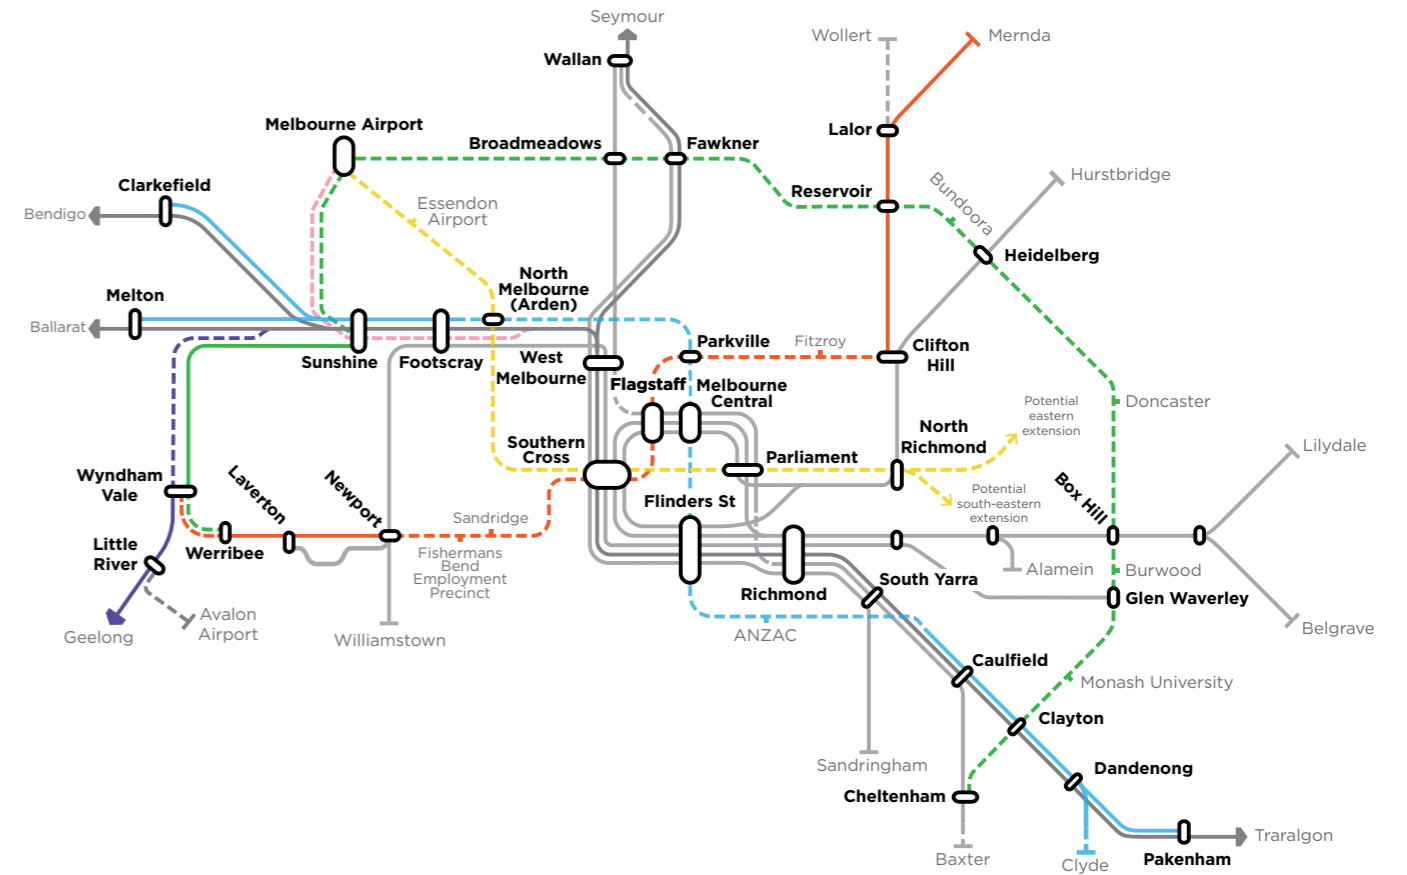 Seymour
Wollert
Mernda
Wallan
Melbourne Airport
Broadmeadows
Fawkner
Lalor
Clarkefield
Essendon
Airport
Reservoir
Bundoora
Hurstbridge
Bendigo
Heidelberg
North
Melbourne
(Arden)
Melton
Ballarat
Sunshine
Footscray
West
Melbourne
Parkville
Fitzroy
Clifton
Hill
Flagstaff
Melbourne
Central
Potential
eastern
extension
Doncaster
North
Richmond
Southern
Cross
Parliament
Lilydale
Wyndham
Vale
Laverton
Newport
Flinders St
Potential
south-eastern
extension
Box Hill
Sandridge
Little
River
Werribee
Fishermans
Bend
Employment
Precinct
Richmond
South Yarra
Alamein
Burwood
Glen Waverley
Avalon
Airport
Geelong
Williamstown
ANZAC
Belgrave
Caulfield
Monash University
Clayton
Sandringham
Dandenong
Cheltenham
Baxter
Clyde
Pakenham
Traralgon